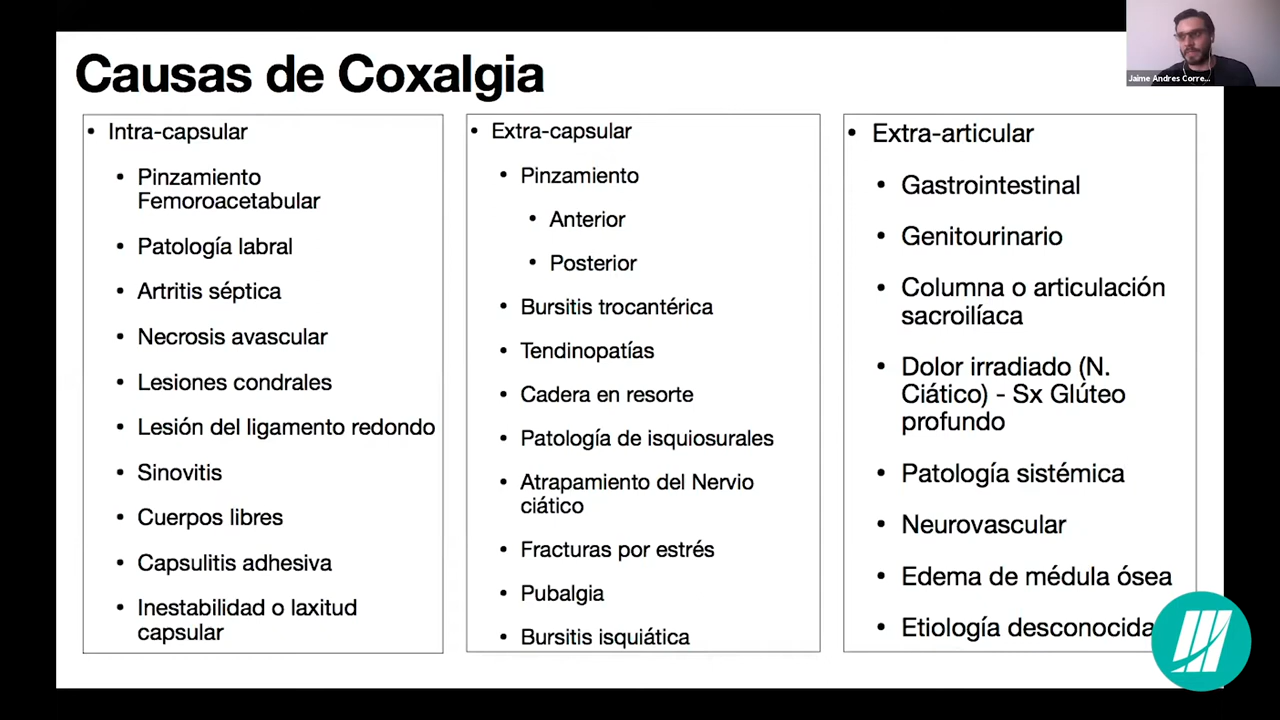 Causas de Coxalgia
Jaime Andres Corre...
• Intra-capsular
• Pinzamiento
Femoroacetabular
• Patología labral
• Artritis séptica
• Necrosis avascular
• Lesiones condrales
• Lesión del ligamento redondo
• Sinovitis
• Cuerpos libres
• Capsulitis adhesiva
• Inestabilidad o laxitud
capsular
• Extra-capsular
• Pinzamiento
• Anterior
• Posterior
• Bursitis trocantérica
• Tendinopatías
• Cadera en resorte
• Patología de isquiosurales
• Atrapamiento del Nervio
ciático
• Fracturas por estrés
• Pubalgia
• Bursitis isquiática
• Extra-articular
• Gastrointestinal
• Genitourinario
• Columna o articulación
sacroilíaca
• Dolor irradiado (N.
Ciático) - Sx Glúteo
profundo
• Patología sistémica
• Neurovascular
• Edema de médula ósea
• Etiología desconocida